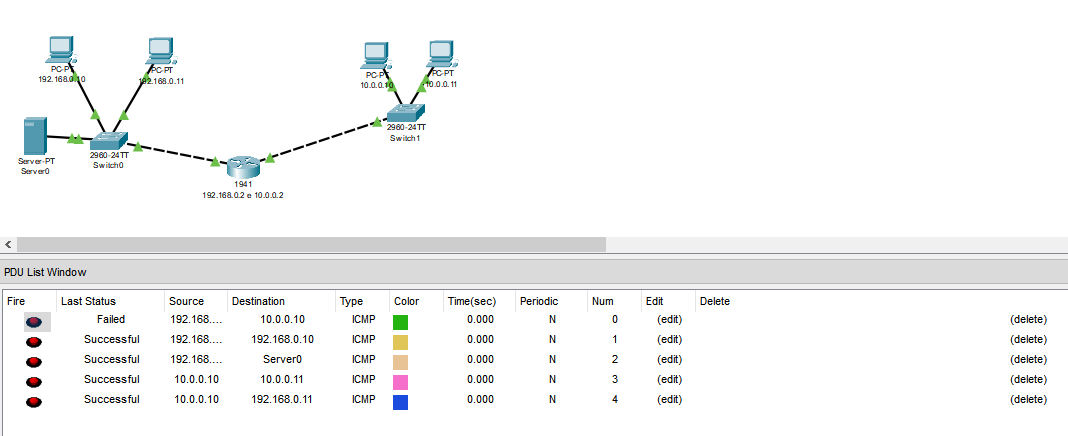 PC-PT
192.168.0.10
PC-PT
192.168.0.11
PC-PT
10.0.0.10
PC-PT
10.0.0.11
Server-PT
Server0
2960-24TT
Switch0
2960-24TT
Switch1
1941
192.168.0.2 e 10.0.0.2
PDU List Window
Fire Last Status Source Destination Type Color Time(sec) Periodic Num Edit Delete
Failed 192.168.... 10.0.0.10 ICMP 0.000 N 0 (edit) (delete)
Successful 192.168.... 192.168.0.10 ICMP 0.000 N 1 (edit) (delete)
Successful 192.168.... Server0 ICMP 0.000 N 2 (edit) (delete)
Successful 10.0.0.10 10.0.0.11 ICMP 0.000 N 3 (edit) (delete)
Successful 10.0.0.10 192.168.0.11 ICMP 0.000 N 4 (edit) (delete)